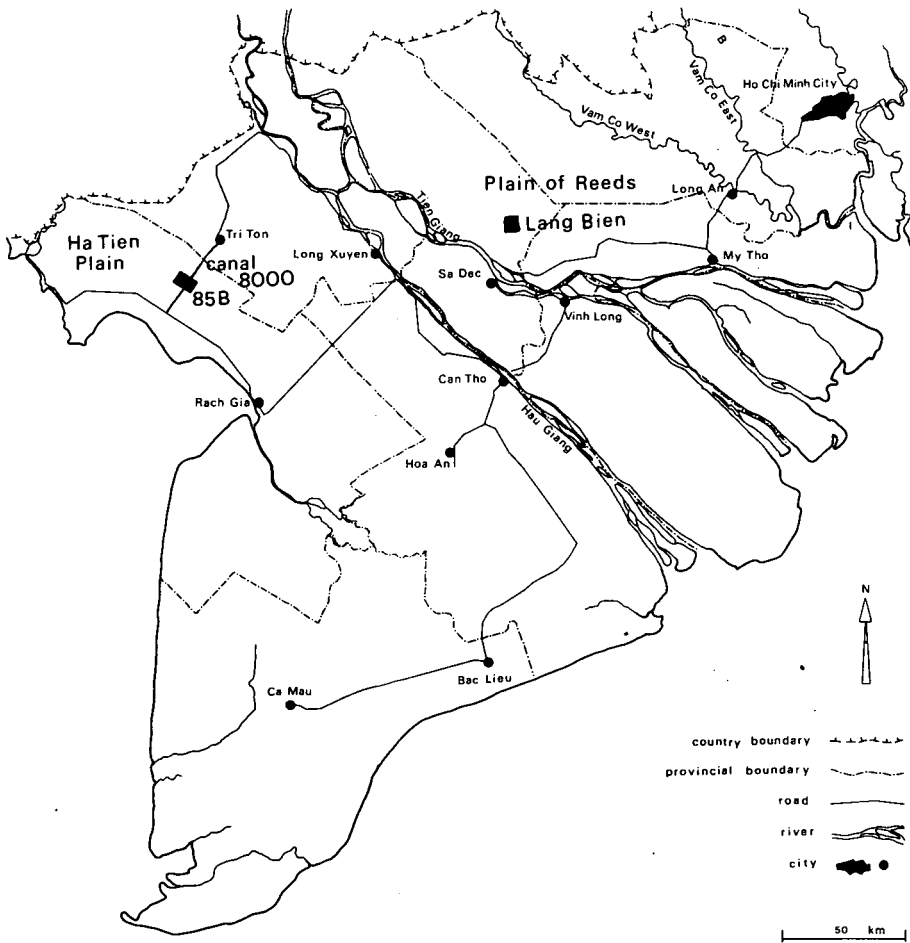 B
Ho Chi Minh City
Vam Co East
Vam Co West
Plain of Reeds
Long An
Lang Bien
Tien Giang
Tri Ton
Ha Tien
Plain
Long Xuyen
canal
8000
85B
Sa Dec
My Tho
Vinh Long
Can Tho
Rach Gia
Hau Giang
Hoa An
N
Bac Lieu
Ca Mau
country boundary
provincial boundary
road
river
city
50 km